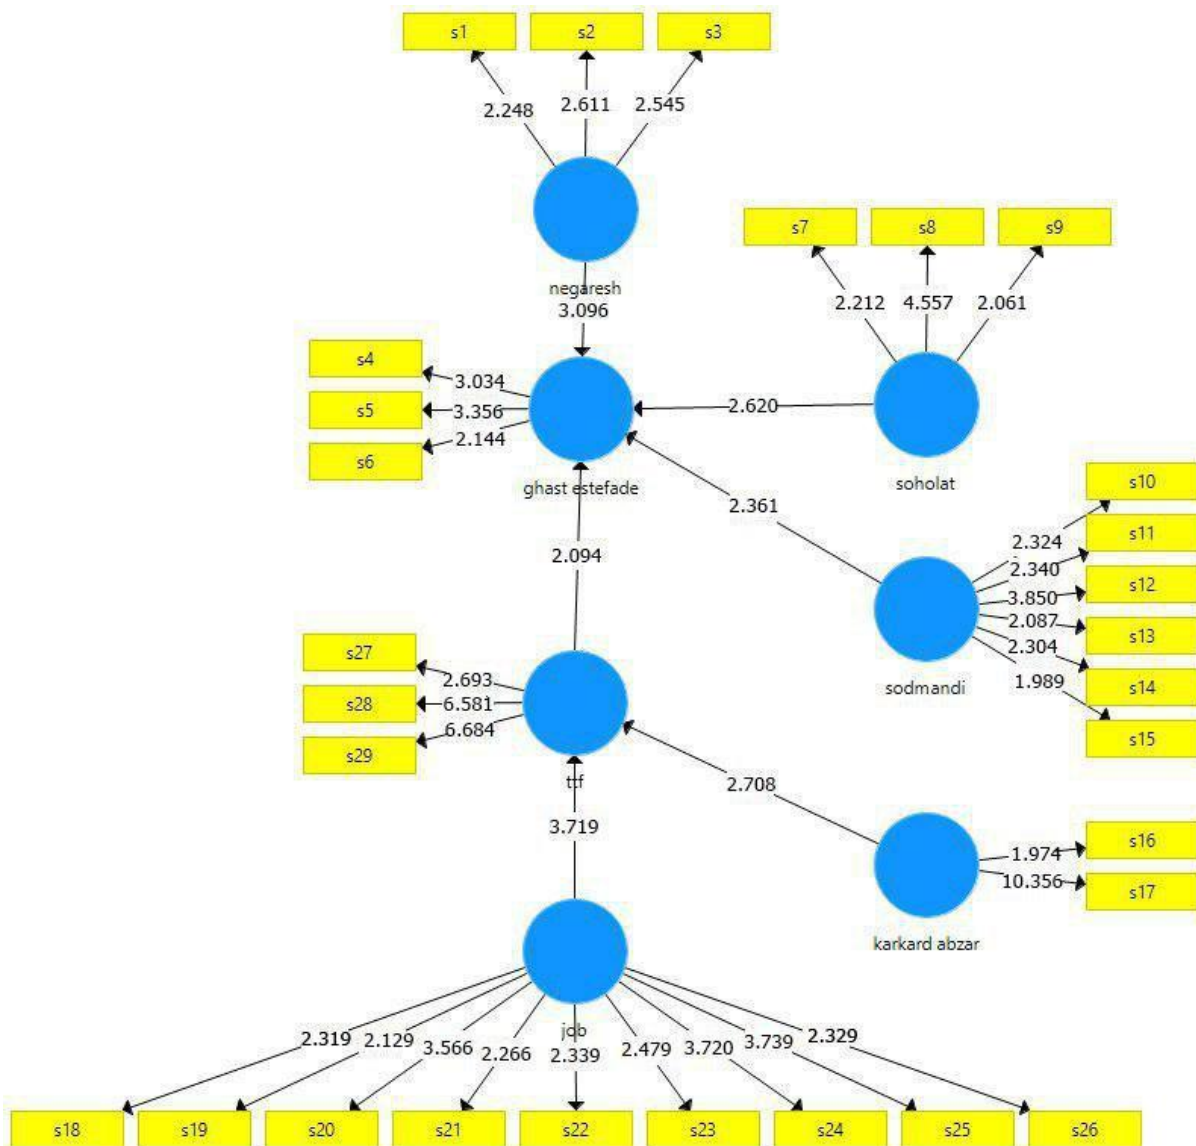 s1 s2 s3
2.248 2.611 2.545
s7 s8 s9
negaresh
3.096
2.212 4.557 2.061
s4
3.034
s5
3.356
2.620
s6
2.144
ghast estefade
soholat
s10
2.361
2.324
s11
2.340
s12
3.850
2.087
s13
2.304
sodmandi
1.989
s14
s15
2.094
s27
2.693
s28
6.581
s29
6.684
ttf
2.708
3.719
s16
1.974
s17
10.356
karkard abzar
job
2.319 2.129 3.566 2.266 2.339 2.479 3.720 3.739 2.329
s18 s19 s20 s21 s22 s23 s24 s25 s26